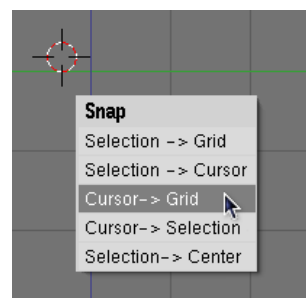 Snap
Selection -> Grid
Selection -> Cursor
Cursor-> Grid
Cursor-> Selection
Selection-> Center